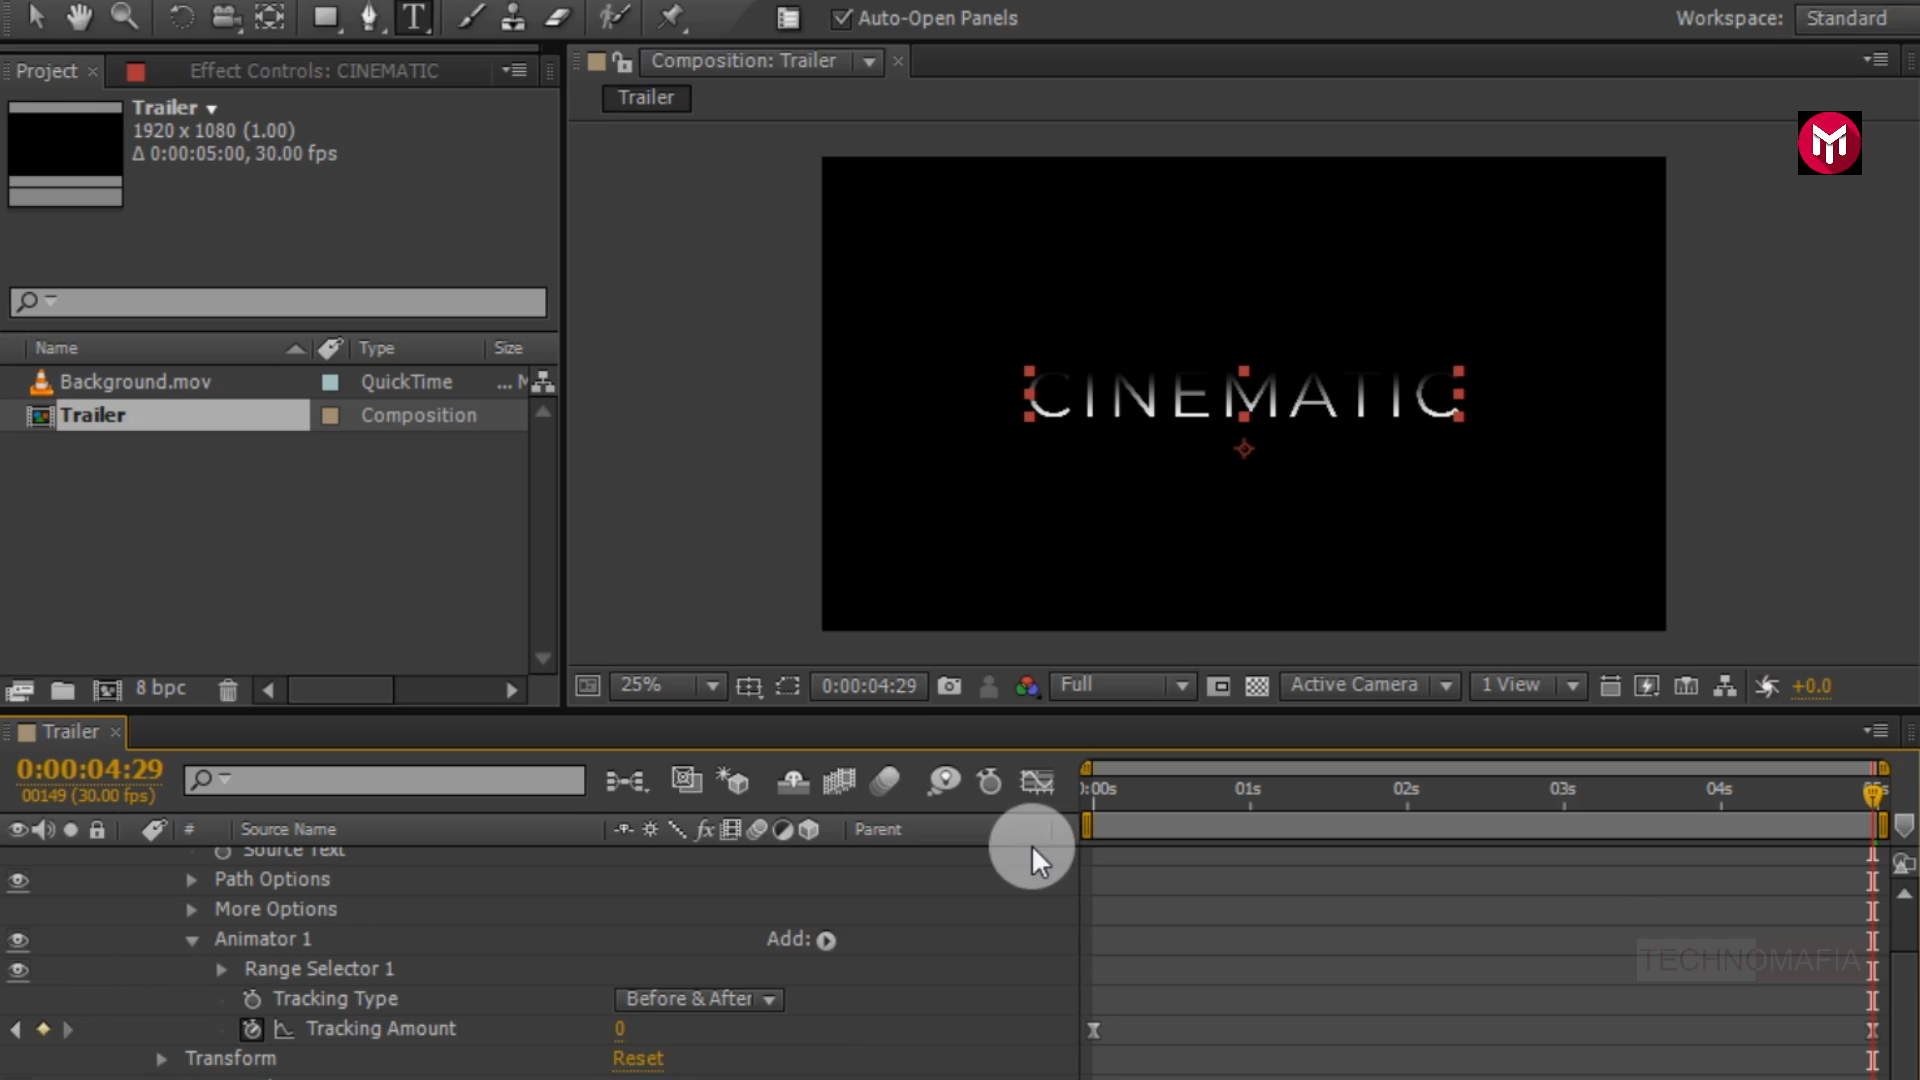 Auto-Open Panels
Workspace: Standard
Project
Effect Controls: CINEMATIC
Composition: Trailer
Trailer
Trailer
1920 x 1080 (1.00)
Δ 0:00:05:00, 30.00 fps
CINEMATIC
Name Type Size
Background.mov QuickTime ... M
Trailer Composition
8 bpc
25%
0:00:04:29
Full
Active Camera
1 View
+0.0
Trailer
0:00:04:29
00149 (30.00 fps)
):00s 01s 02s 03s 04s
# Source Name fx Parent
Source Text
Path Options
More Options
Animator 1 Add:
Range Selector 1
TECHNOMAFIA
Tracking Type Before & After
Tracking Amount 0
Transform Reset